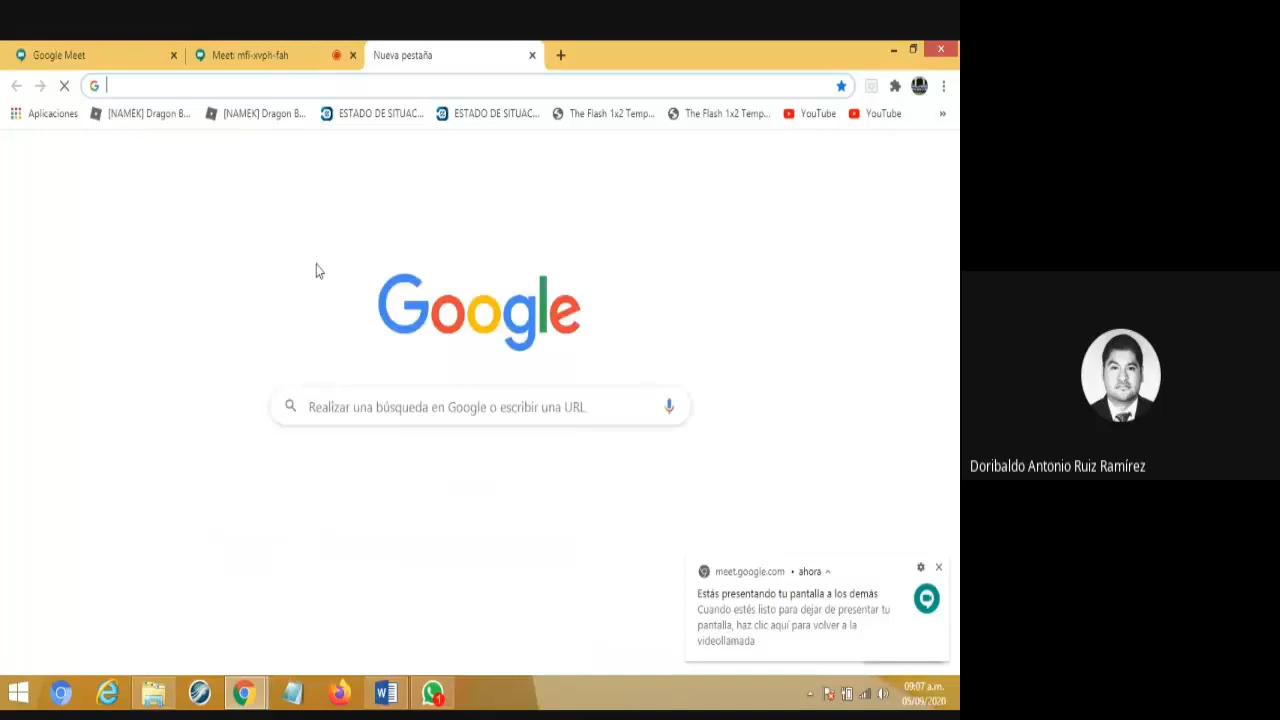 Google Meet
Meet: mfi-xvph-fah
Nueva pestaña
Aplicaciones
[NAMEK] Dragon B...
[NAMEK] Dragon B...
ESTADO DE SITUAC...
ESTADO DE SITUAC...
The Flash 1x2 Temp...
The Flash 1x2 Temp...
YouTube
YouTube
»
Google
Realizar una búsqueda en Google o escribir una URL
Doribaldo Antonio Ruiz Ramírez
meet.google.com • ahora
Estás presentando tu pantalla a los demás
Cuando estés listo para dejar de presentar tu
pantalla, haz clic aquí para volver a la
videollamada
1
09:07 a.m.
05/09/2020